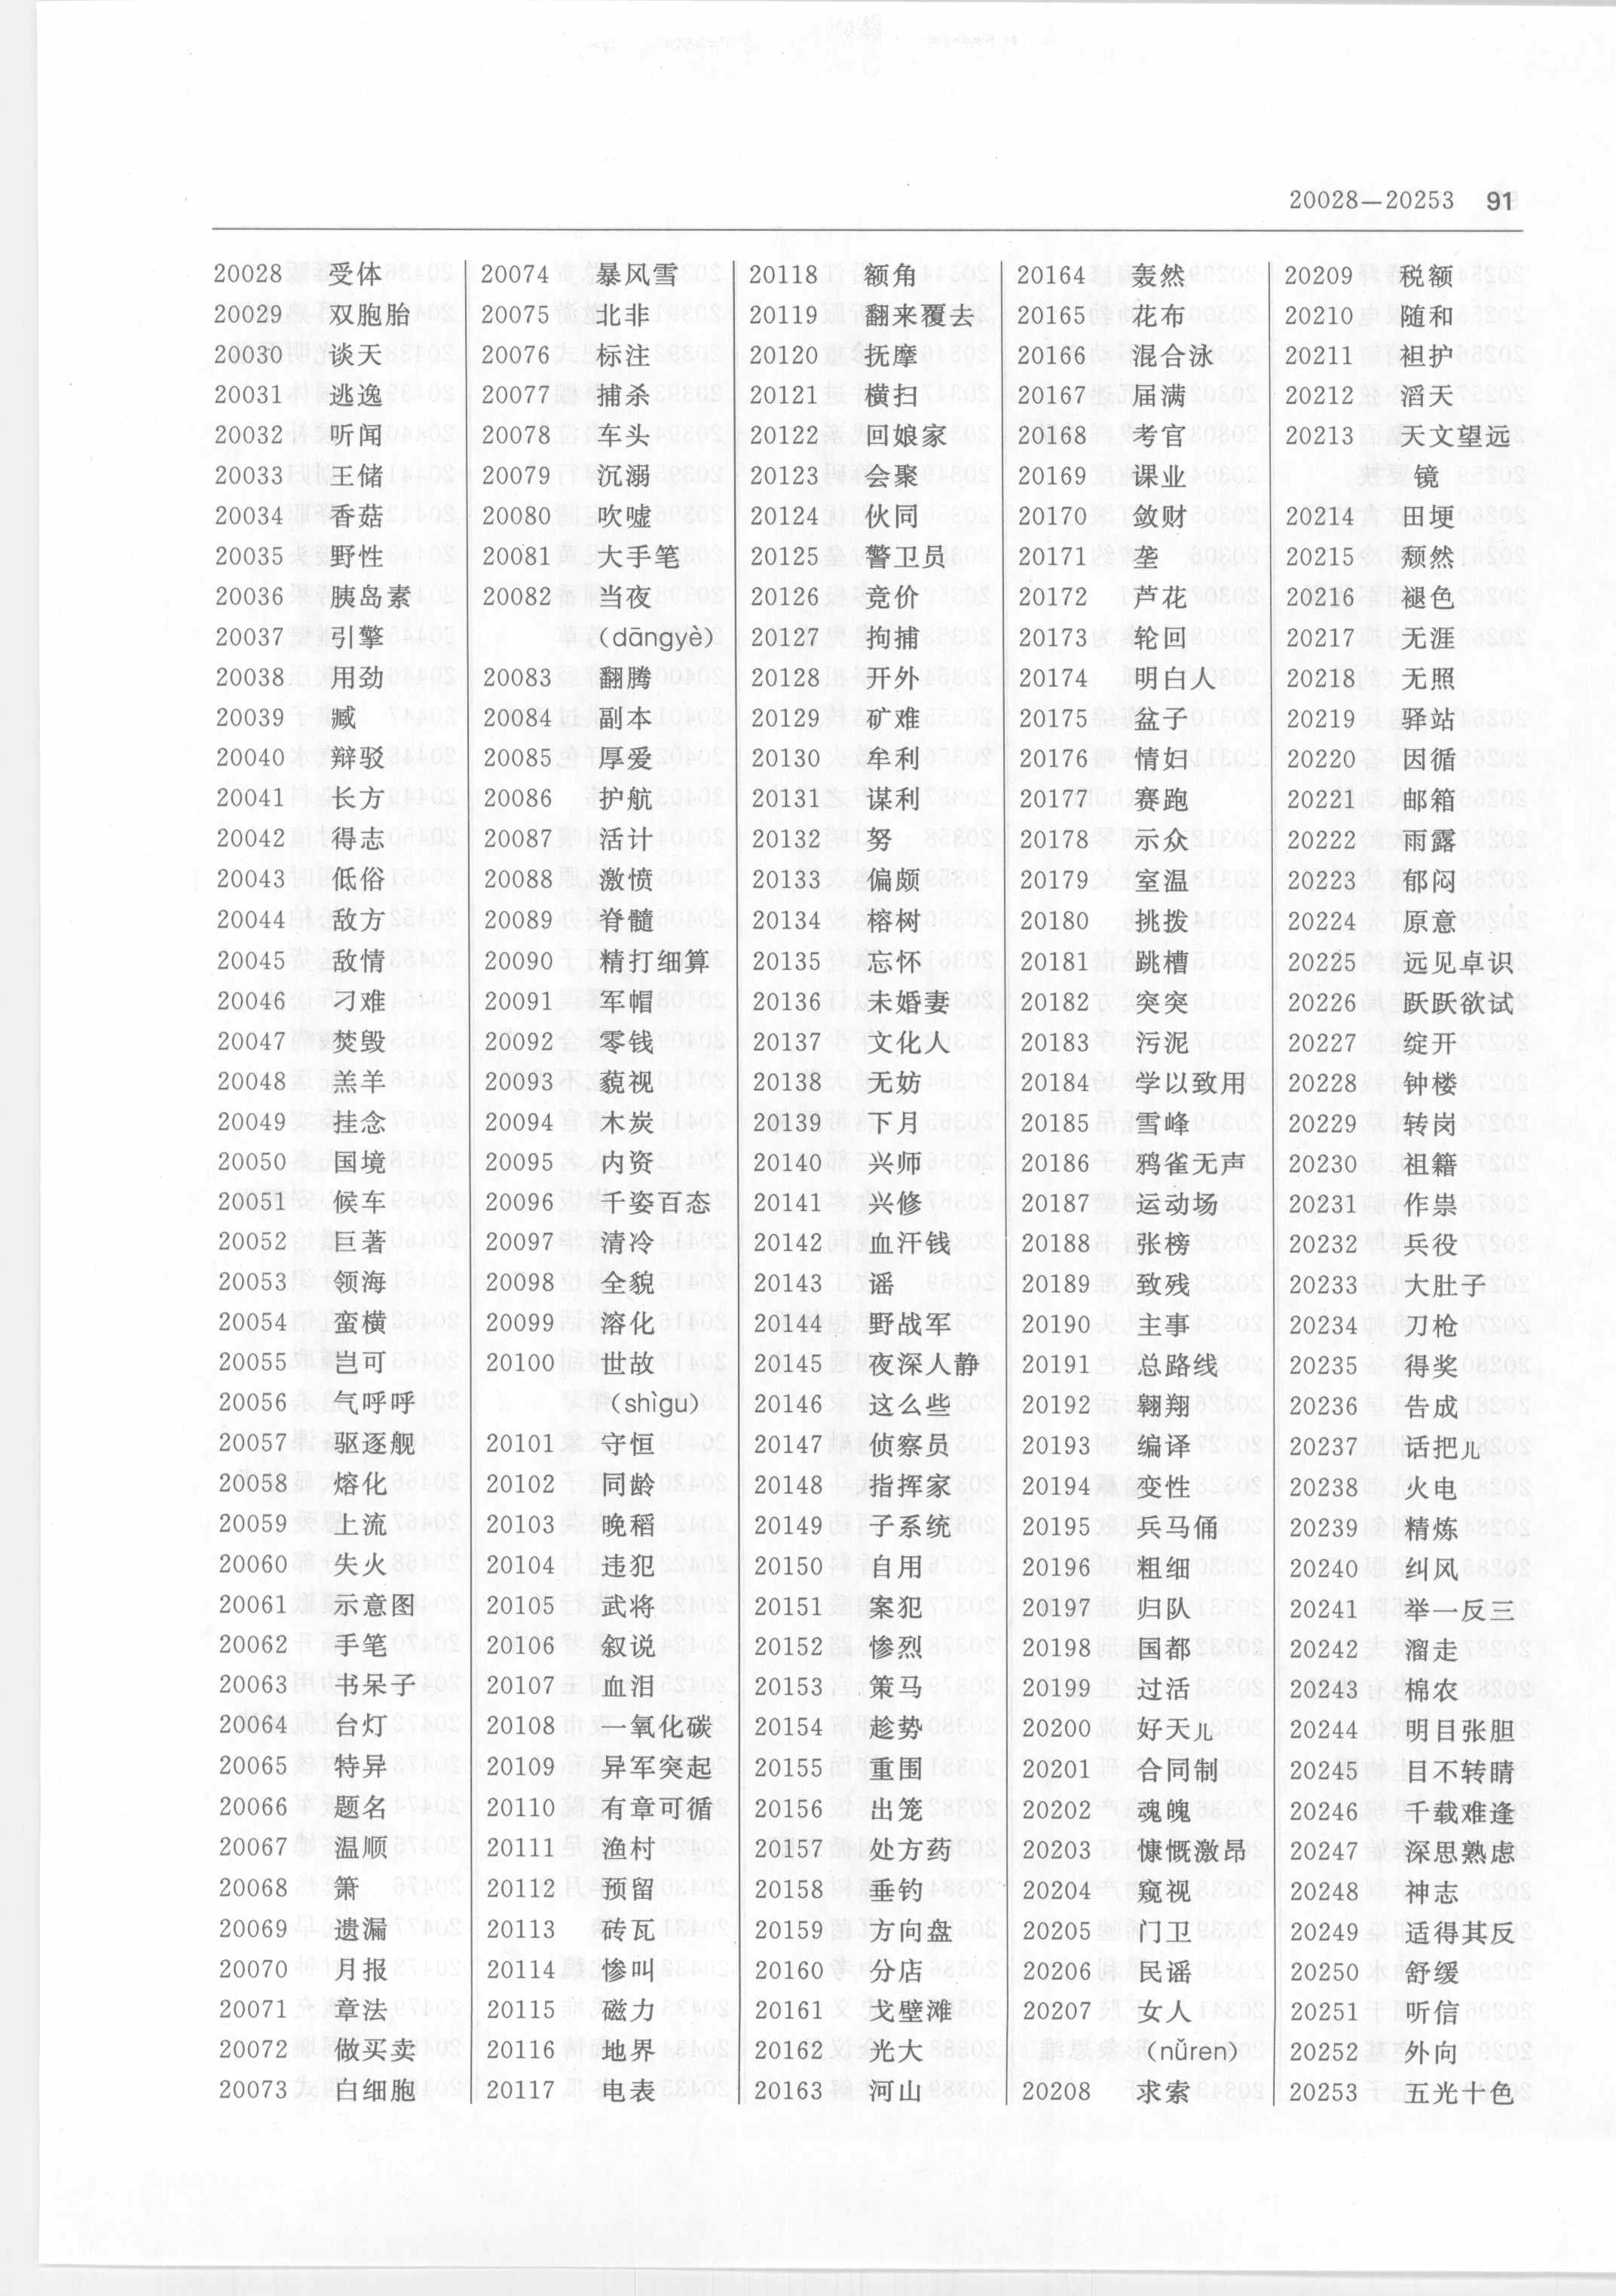 20028—20253 91
20028 受体
20029 双胞胎
20030 谈天
20031 逃逸
20032 听闻
20033 王储
20034 香菇
20035 野性
20036 胰岛素
20037 引擎
20038 用劲
20039 臧
20040 辩驳
20041 长方
20042 得志
20043 低俗
20044 敌方
20045 敌情
20046 刁难
20047 焚毁
20048 羔羊
20049 挂念
20050 国境
20051 候车
20052 巨著
20053 领海
20054 蛮横
20055 岂可
20056 气呼呼
20057 驱逐舰
20058 熔化
20059 上流
20060 失火
20061 示意图
20062 手笔
20063 书呆子
20064 台灯
20065 特异
20066 题名
20067 温顺
20068 箫
20069 遗漏
20070 月报
20071 章法
20072 做买卖
20073 白细胞
20074 暴风雪
20075 北非
20076 标注
20077 捕杀
20078 车头
20079 沉溺
20080 吹嘘
20081 大手笔
20082 当夜
(dāngyè)
20083 翻腾
20084 副本
20085 厚爱
20086 护航
20087 活计
20088 激愤
20089 脊髓
20090 精打细算
20091 军帽
20092 零钱
20093 藐视
20094 木炭
20095 内资
20096 千姿百态
20097 清冷
20098 全貌
20099 溶化
20100 世故
(shìgu)
20101 守恒
20102 同龄
20103 晚稻
20104 违犯
20105 武将
20106 叙说
20107 血泪
20108 一氧化碳
20109 异军突起
20110 有章可循
20111 渔村
20112 预留
20113 砖瓦
20114 惨叫
20115 磁力
20116 地界
20117 电表
20118 额角
20119 翻来覆去
20120 抚摩
20121 横扫
20122 回娘家
20123 会聚
20124 伙同
20125 警卫员
20126 竞价
20127 拘捕
20128 开外
20129 矿难
20130 牟利
20131 谋利
20132 努
20133 偏颇
20134 榕树
20135 忘怀
20136 未婚妻
20137 文化人
20138 无妨
20139 下月
20140 兴师
20141 兴修
20142 血汗钱
20143 谣
20144 野战军
20145 夜深人静
20146 这么些
20147 侦察员
20148 指挥家
20149 子系统
20150 自用
20151 案犯
20152 惨烈
20153 策马
20154 趁势
20155 重围
20156 出笼
20157 处方药
20158 垂钓
20159 方向盘
20160 分店
20161 戈壁滩
20162 光大
20163 河山
20164 轰然
20165 花布
20166 混合泳
20167 届满
20168 考官
20169 课业
20170 敛财
20171 垄
20172 芦花
20173 轮回
20174 明白人
20175 盆子
20176 情妇
20177 赛跑
20178 示众
20179 室温
20180 挑拨
20181 跳槽
20182 突突
20183 污泥
20184 学以致用
20185 雪峰
20186 鸦雀无声
20187 运动场
20188 张榜
20189 致残
20190 主事
20191 总路线
20192 翱翔
20193 编译
20194 变性
20195 兵马俑
20196 粗细
20197 归队
20198 国都
20199 过活
20200 好天儿
20201 合同制
20202 魂魄
20203 慷慨激昂
20204 窥视
20205 门卫
20206 民谣
20207 女人
(nǚren)
20208 求索
20209 税额
20210 随和
20211 袒护
20212 滔天
20213 天文望远
镜
20214 田埂
20215 颓然
20216 褪色
20217 无涯
20218 无照
20219 驿站
20220 因循
20221 邮箱
20222 雨露
20223 郁闷
20224 原意
20225 远见卓识
20226 跃跃欲试
20227 绽开
20228 钟楼
20229 转岗
20230 祖籍
20231 作祟
20232 兵役
20233 大肚子
20234 刀枪
20235 得奖
20236 告成
20237 话把儿
20238 火电
20239 精炼
20240 纠风
20241 举一反三
20242 溜走
20243 棉农
20244 明目张胆
20245 目不转睛
20246 千载难逢
20247 深思熟虑
20248 神志
20249 适得其反
20250 舒缓
20251 听信
20252 外向
20253 五光十色